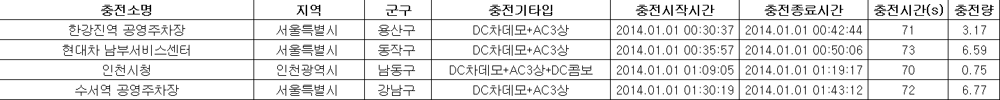 충전소명 지역 군구 충전기타입 충전시작시간 충전종료시간 충전시간(s) 충전량
한강진역 공영주차장 서울특별시 용산구 DC차데모+AC3상 2014.01.01 00:30:37 2014.01.01 00:42:44 71 3.17
현대차 남부서비스센터 서울특별시 동작구 DC차데모+AC3상 2014.01.01 00:35:57 2014.01.01 00:50:06 73 6.59
인천시청 인천광역시 남동구 DC차데모+AC3상+DC콤보 2014.01.01 01:09:05 2014.01.01 01:19:17 70 0.75
수서역 공영주차장 서울특별시 강남구 DC차데모+AC3상 2014.01.01 01:30:19 2014.01.01 01:43:12 72 6.77